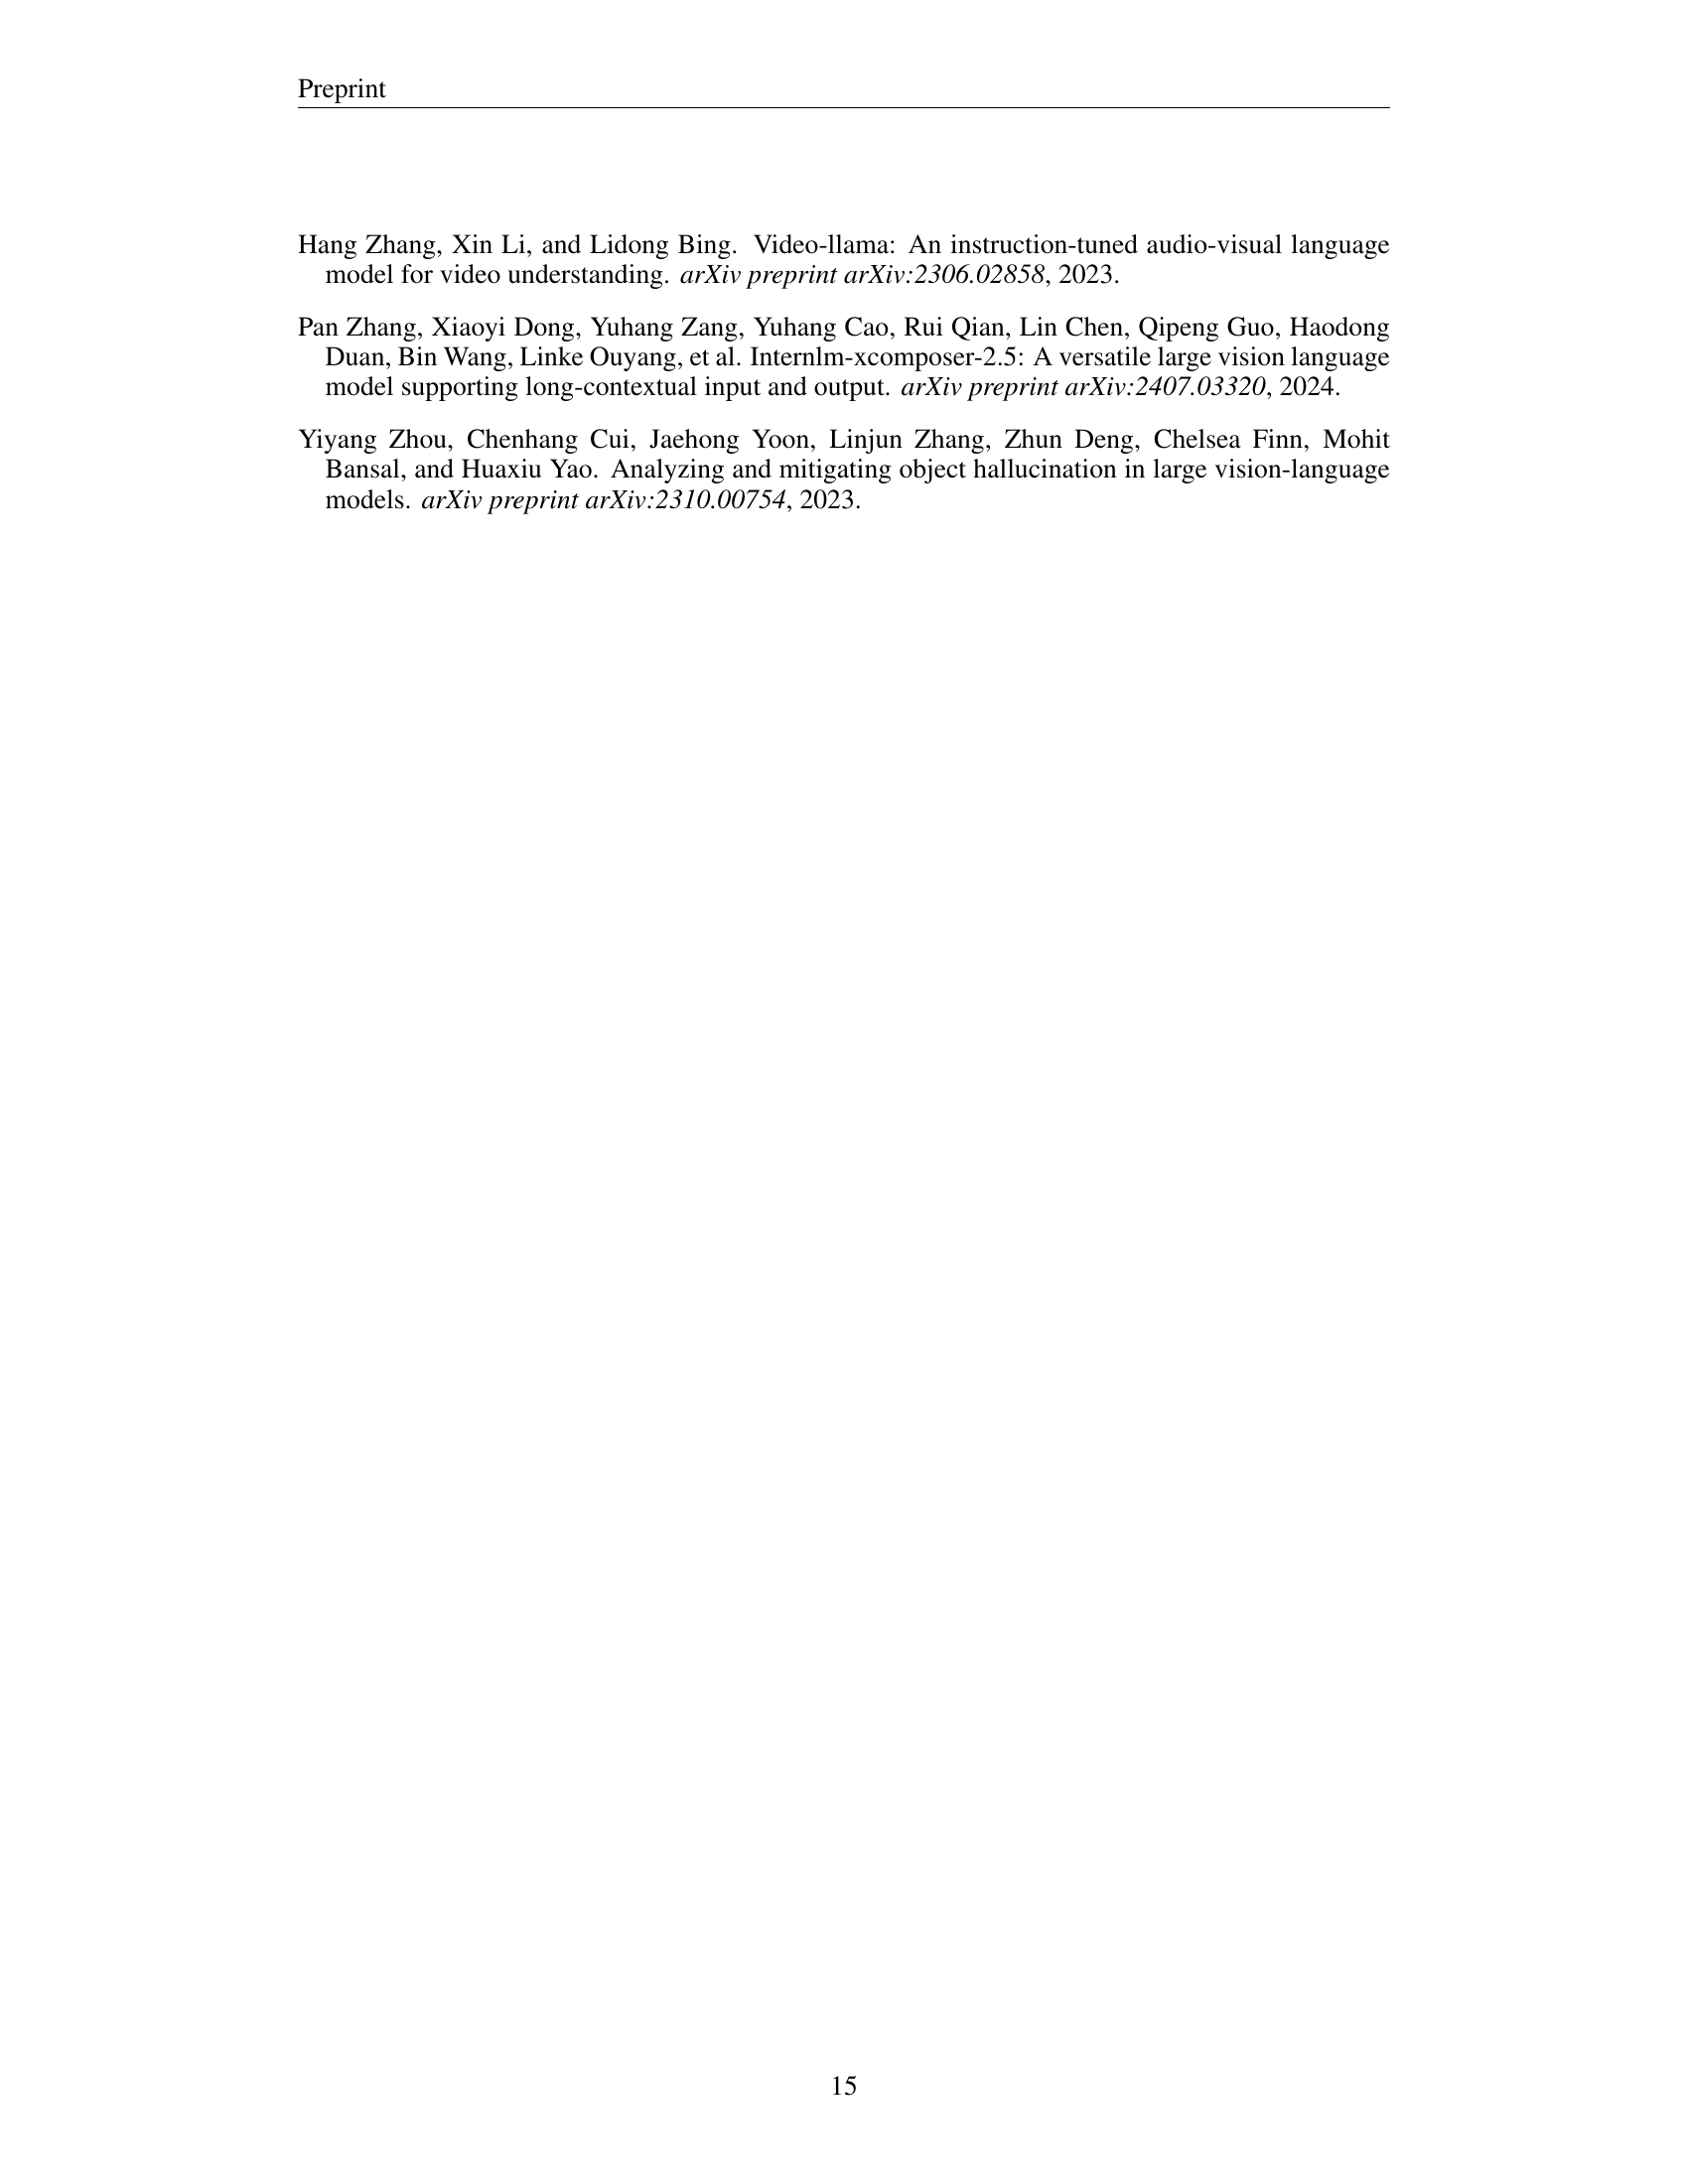 Preprint
Hang Zhang, Xin Li, and Lidong Bing. Video-llama: An instruction-tuned audio-visual language
model for video understanding. arXiv preprint arXiv:2306.02858, 2023.
Pan Zhang, Xiaoyi Dong, Yuhang Zang, Yuhang Cao, Rui Qian, Lin Chen, Qipeng Guo, Haodong
Duan, Bin Wang, Linke Ouyang, et al. Internlm-xcomposer-2.5: A versatile large vision language
model supporting long-contextual input and output. arXiv preprint arXiv:2407.03320, 2024.
Yiyang Zhou, Chenhang Cui, Jaehong Yoon, Linjun Zhang, Zhun Deng, Chelsea Finn, Mohit
Bansal, and Huaxiu Yao. Analyzing and mitigating object hallucination in large vision-language
models. arXiv preprint arXiv:2310.00754, 2023.
15